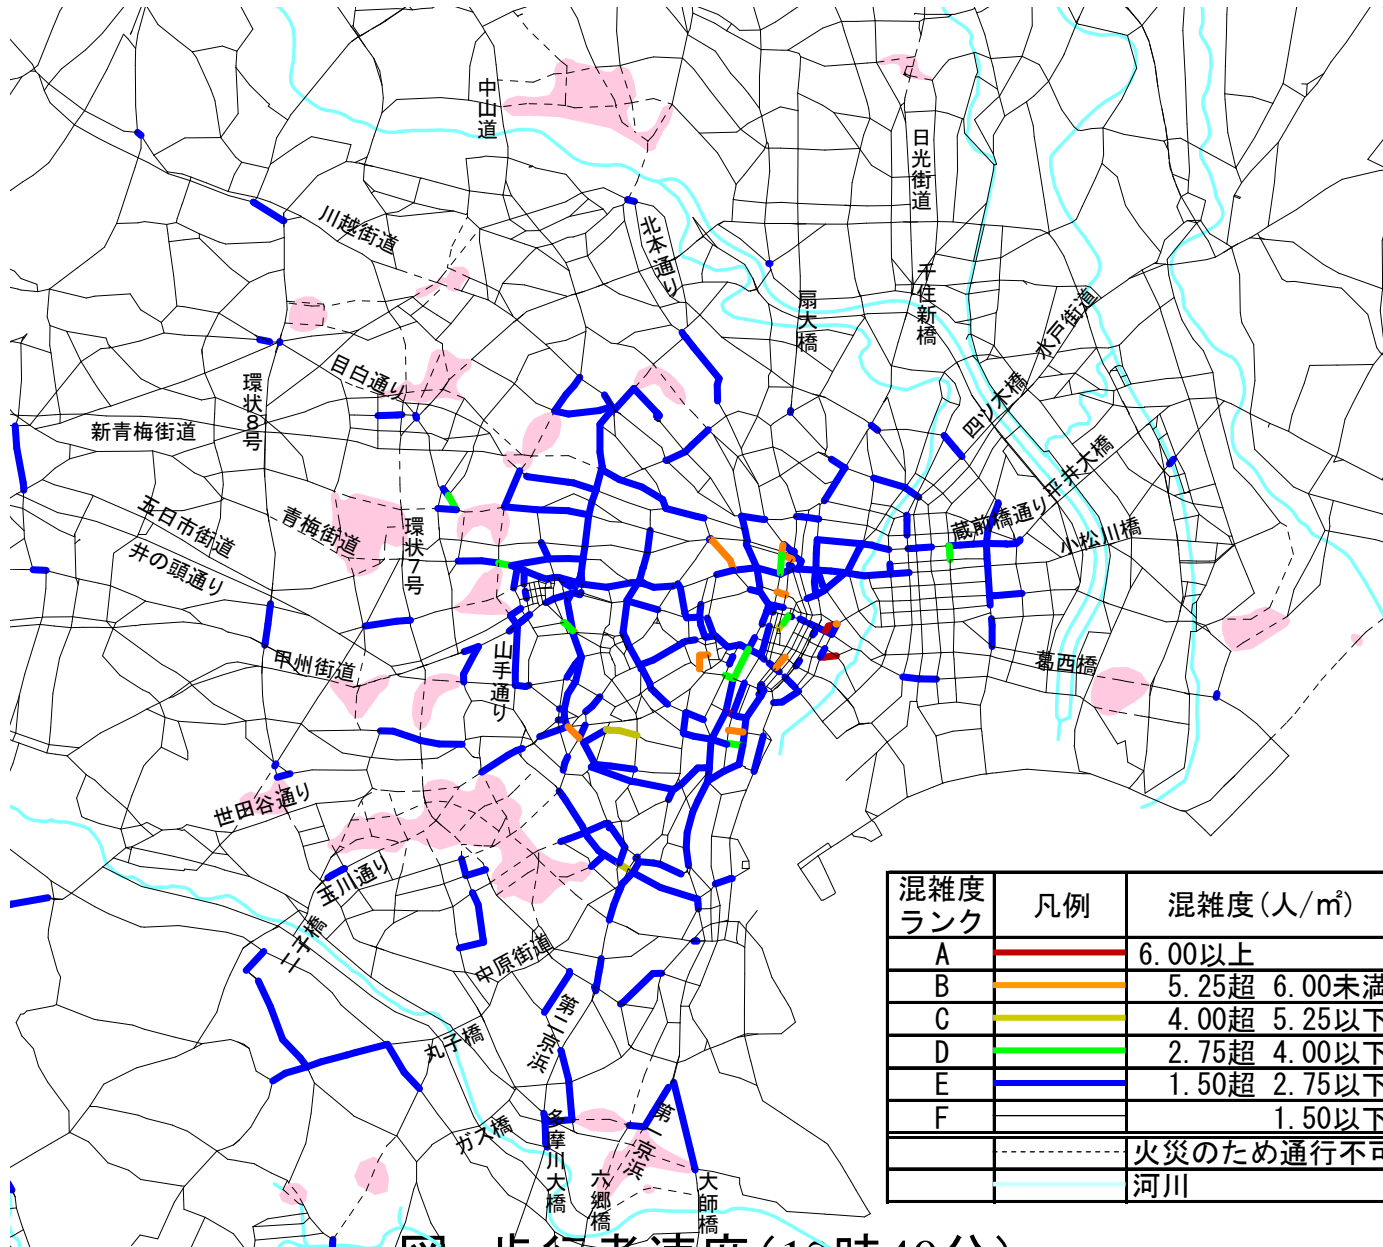 中山道
日光街道
川越街道
北本通り
千住新橋
扇大橋
水戸街道
目白通り
環状8号
四ツ木橋
新青梅街道
平井大橋
五日市街道
青梅街道
環状7号
蔵前橋通り
小松川橋
井の頭通り
甲州街道
山手通り
葛西橋
世田谷通り
玉川通り
二子橋
中原街道
第二京浜
丸子橋
ガス橋
多摩川大橋
第一京浜
六郷橋
大師橋
混雑度ランク 凡例 混雑度(人/㎡)
A 6.00以上
B 5.25超 6.00未満
C 4.00超 5.25以下
D 2.75超 4.00以下
E 1.50超 2.75以下
F 1.50以下
火災のため通行不可
河川